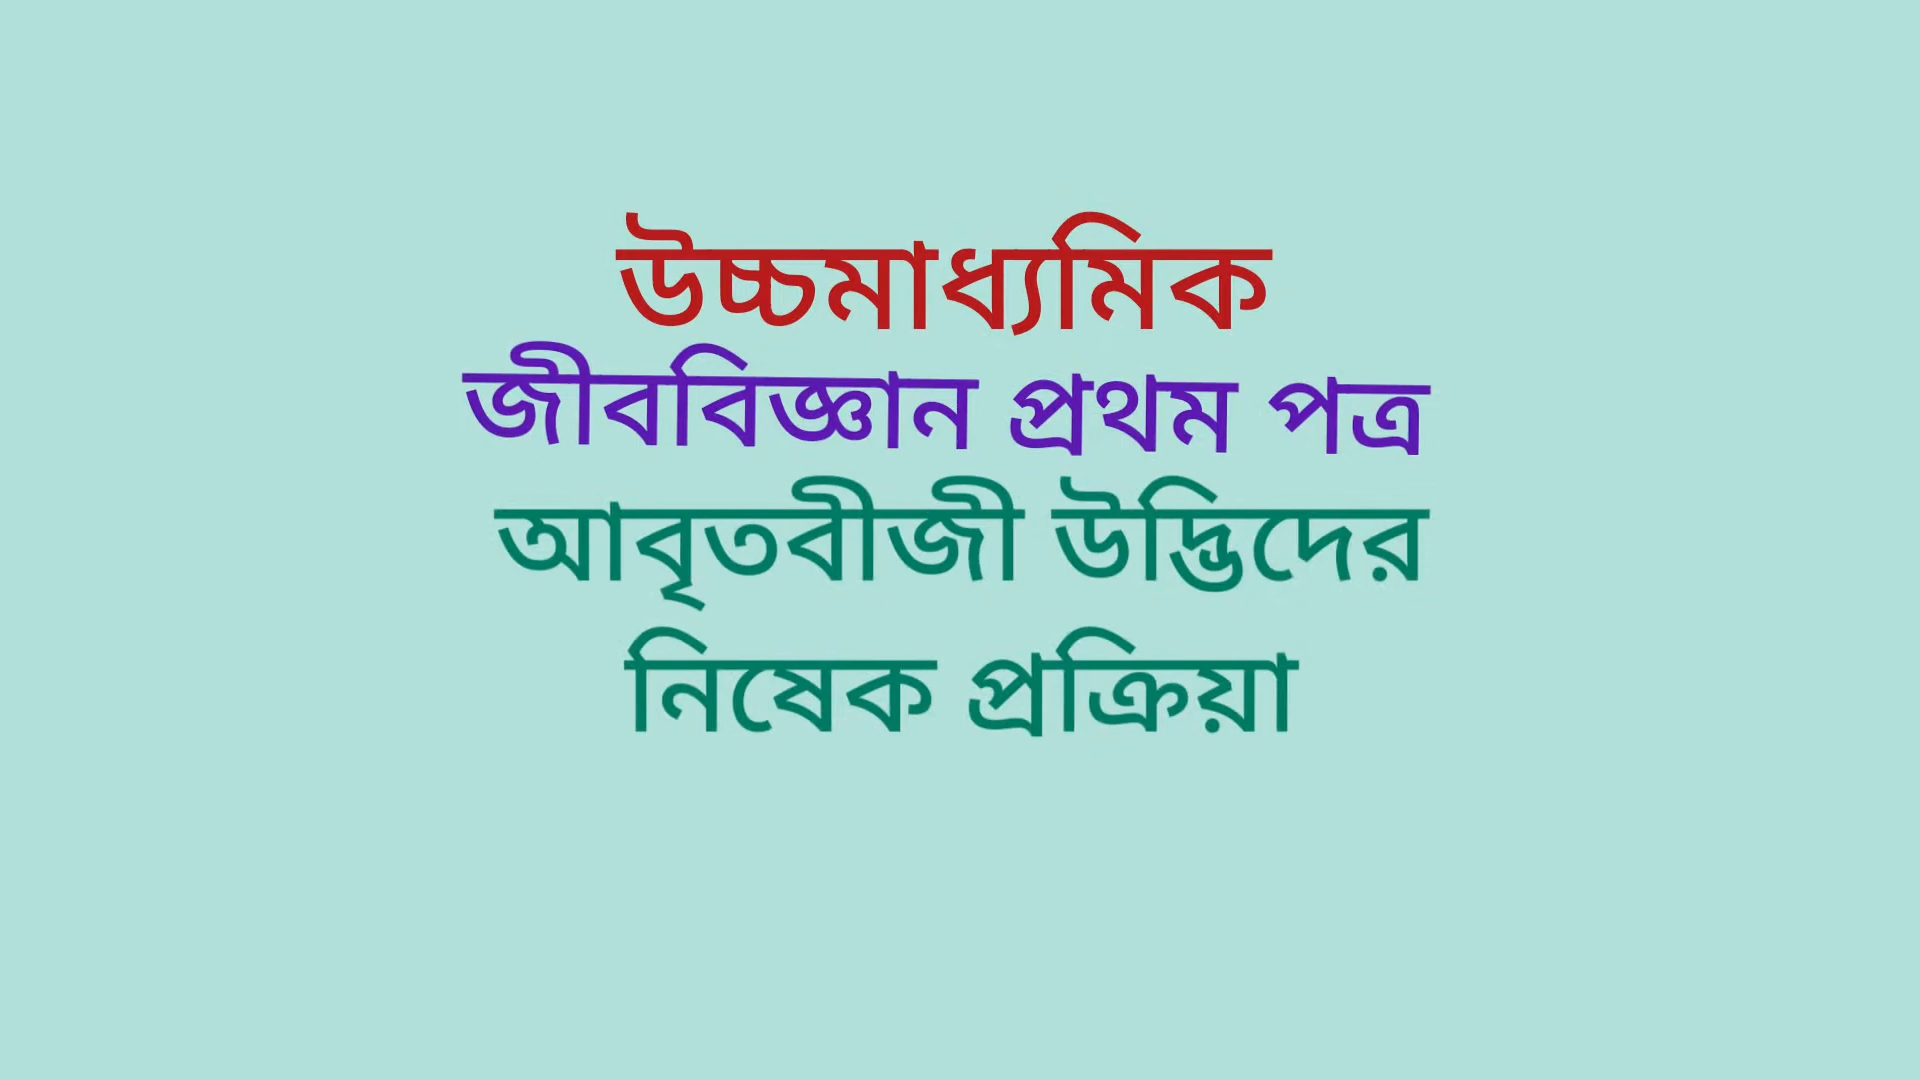 উচ্চমাধ্যমিক
জীববিজ্ঞান প্রথম পত্র
আবৃতবীজী উদ্ভিদের
নিষেক প্রক্রিয়া